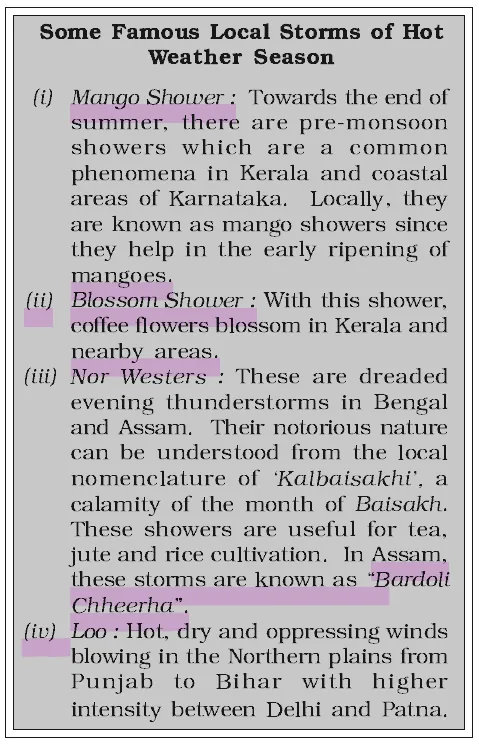 Some Famous Local Storms of Hot
Weather Season
(i) Mango Shower : Towards the end of
summer, there are pre-monsoon
showers which are a common
phenomena in Kerala and coastal
areas of Karnataka. Locally, they
are known as mango showers since
they help in the early ripening of
mangoes.
(ii) Blossom Shower : With this shower,
coffee flowers blossom in Kerala and
nearby areas.
(iii) Nor Westers : These are dreaded
evening thunderstorms in Bengal
and Assam. Their notorious nature
can be understood from the local
nomenclature of ‘Kalbaisakhi’, a
calamity of the month of Baisakh.
These showers are useful for tea,
jute and rice cultivation. In Assam,
these storms are known as “Bardoli
Chheerha”.
(iv) Loo : Hot, dry and oppressing winds
blowing in the Northern plains from
Punjab to Bihar with higher
intensity between Delhi and Patna.